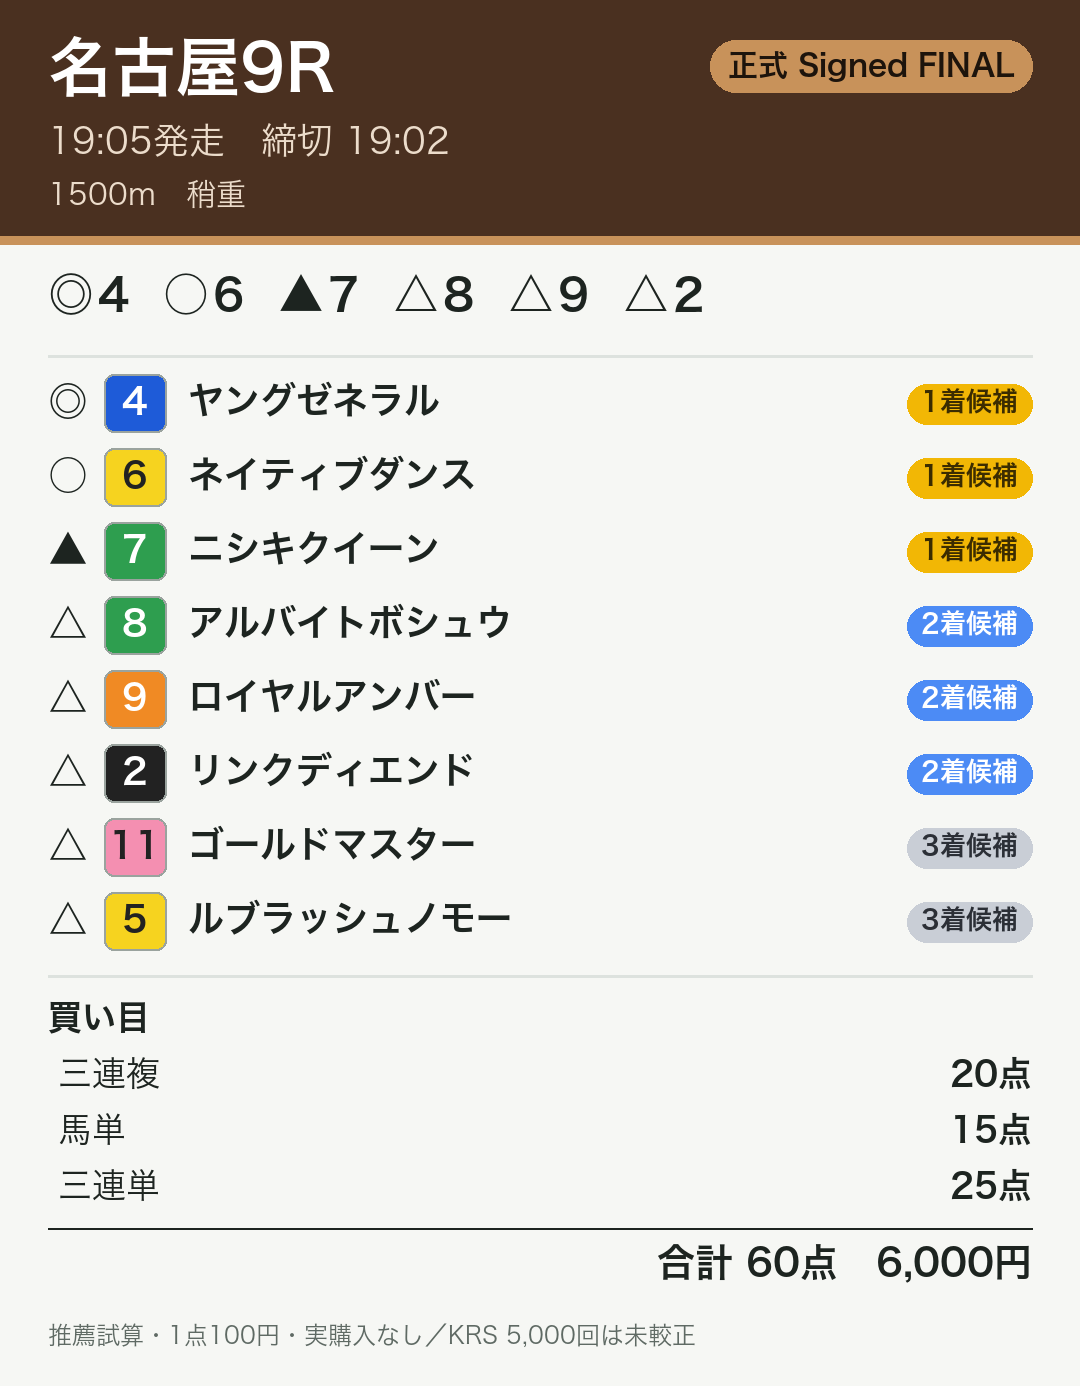 名古屋9R 正式 Signed FINAL
19:05発走 締切 19:02
1500m 稍重
◎4 ○6 ▲7 △8 △9 △2
◎ 4 ヤングゼネラル 1着候補
○ 6 ネイティブダンス 1着候補
▲ 7 ニシキクイーン 1着候補
△ 8 アルバイトボシュウ 2着候補
△ 9 ロイヤルアンバー 2着候補
△ 2 リンクディエンド 2着候補
△ 11 ゴールドマスター 3着候補
△ 5 ルブラッシュノモー 3着候補
買い目
三連複 20点
馬単 15点
三連単 25点
合計 60点 6,000円
推薦試算・1点100円・実購入なし／KRS 5,000回は未較正